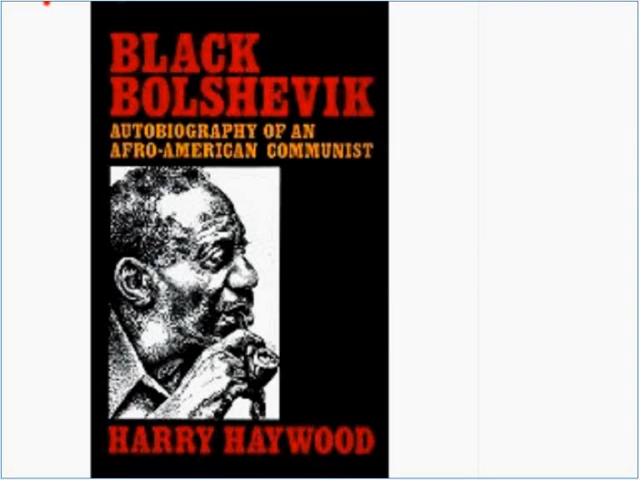 BLACK
BOLSHEVIK
AUTOBIOGRAPHY OF AN
AFRO-AMERICAN COMMUNIST
HARRY HAYWOOD